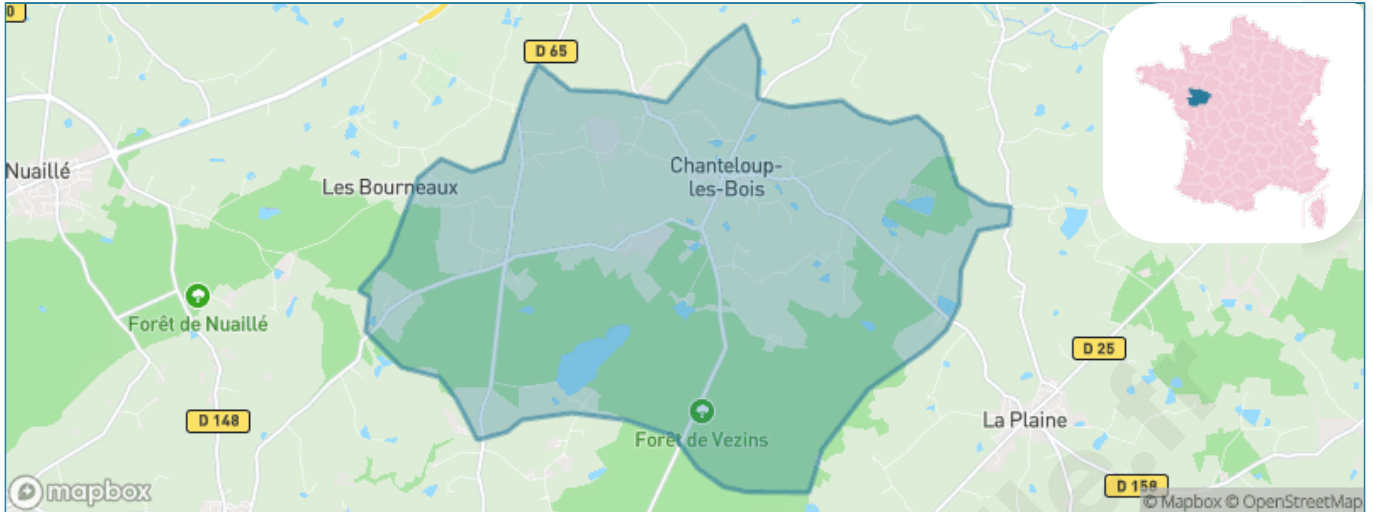 0
D 65
Nuaillé
Chanteloup-
les-Bois
Les Bourneaux
Forêt de Nuaillé
D 25
D 148
La Plaine
Forêt de Vezins
D 158
mapbox
© Mapbox © OpenStreetMap